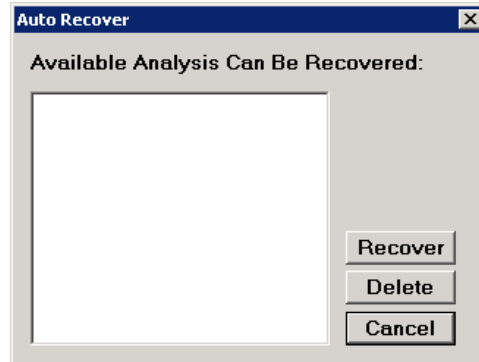 Auto Recover
Available Analysis Can Be Recovered:
Recover
Delete
Cancel